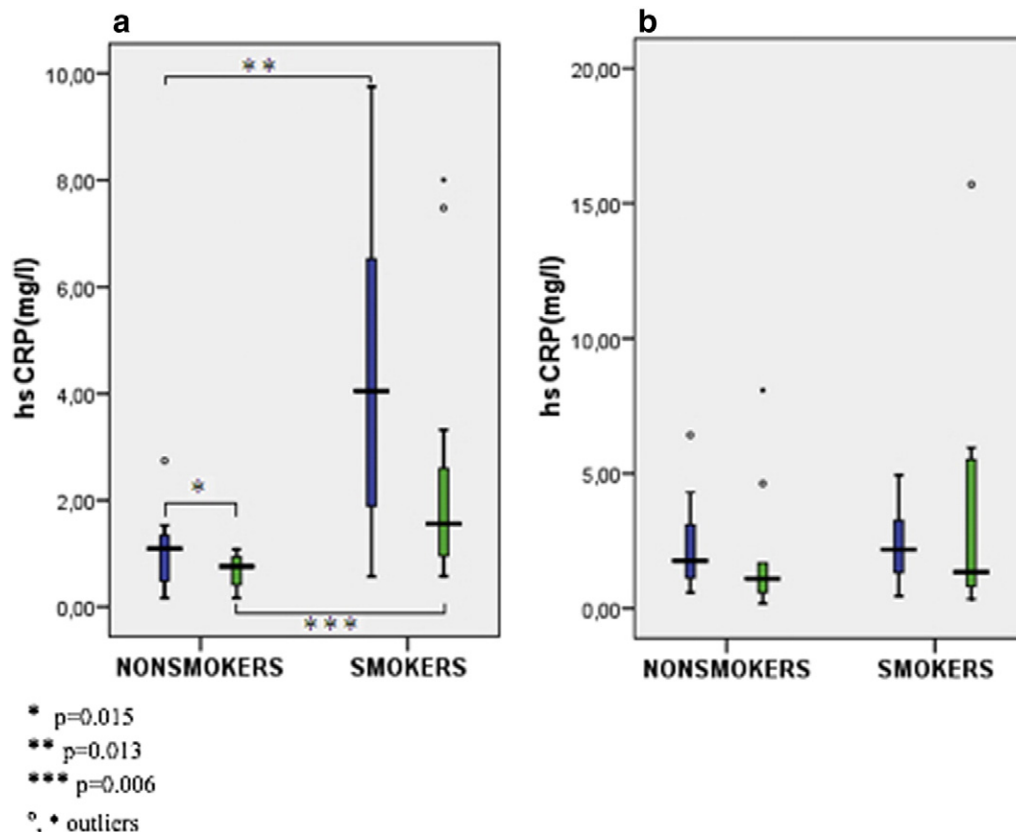 a
10,00
**
8,00
6,00
4,00
2,00
*
0,00
***
hs CRP(mg/l)
NONSMOKERS SMOKERS
b
20,00
15,00
10,00
5,00
0,00
hs CRP(mg/l)
NONSMOKERS SMOKERS
* p=0.015
** p=0.013
*** p=0.006
°, * outliers